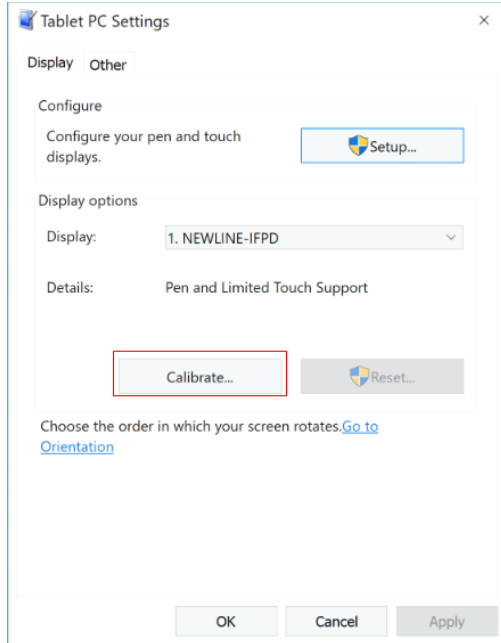 Tablet PC Settings
Display Other
Configure
Configure your pen and touch
displays.
Setup...
Display options
Display: 1. NEWLINE-IFPD
Details: Pen and Limited Touch Support
Calibrate... Reset...
Choose the order in which your screen rotates.Go to
Orientation
OK Cancel Apply